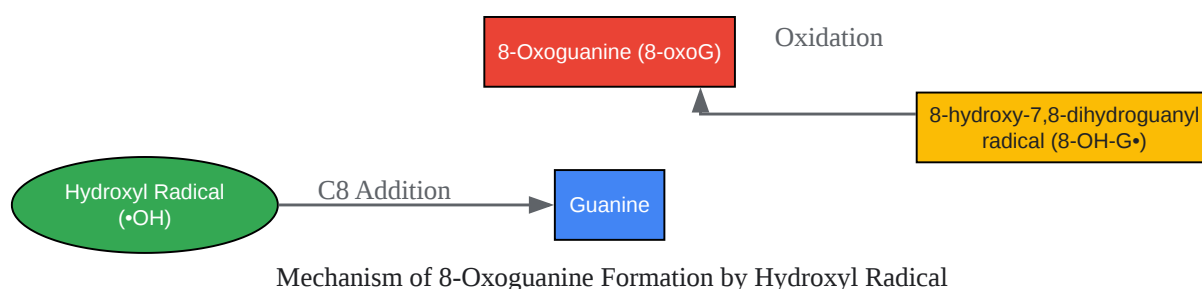 8-Oxoguanine (8-oxoG)
Oxidation
8-hydroxy-7,8-dihydroguanyl
radical (8-OH-G•)
Hydroxyl Radical
(•OH)
C8 Addition
Guanine
Mechanism of 8-Oxoguanine Formation by Hydroxyl Radical